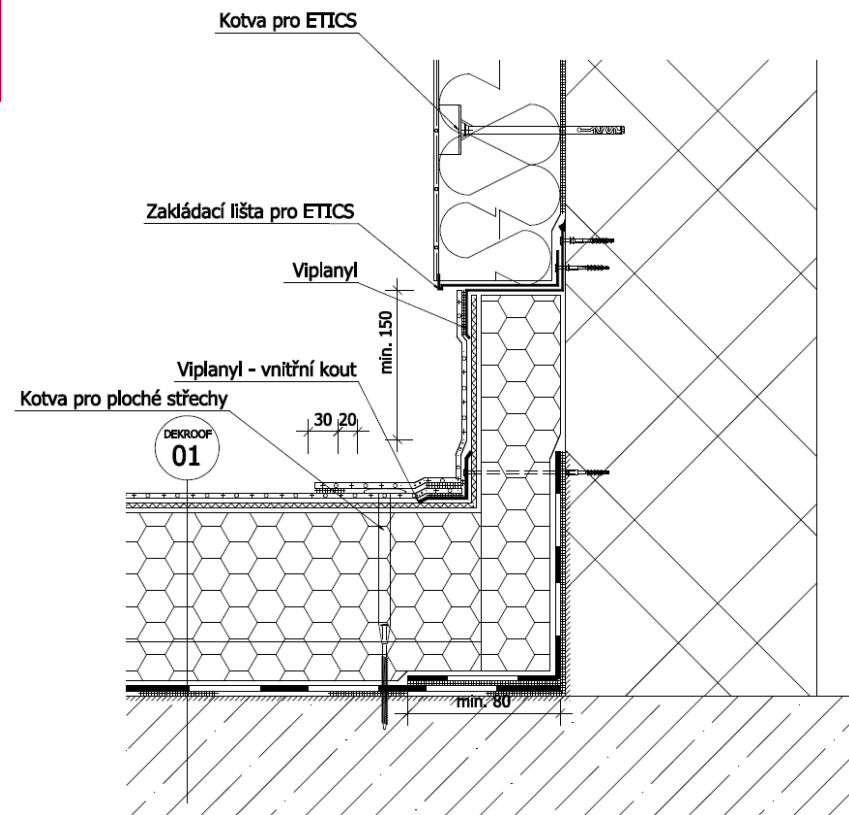 Kotva pro ETICS
Zakládací lišta pro ETICS
Viplanyl
min. 150
Viplanyl - vnitřní kout
Kotva pro ploché střechy
30 20
DEKROOF
01
min. 80